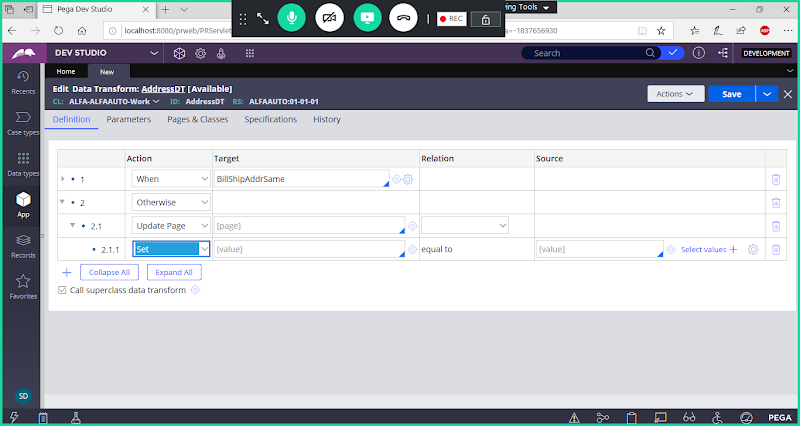 Pega Dev Studio
ving Tools
localhost:8080/prweb/PRServlet
a=-1837656930
REC
ABP
DEV STUDIO
Search
DEVELOPMENT
Home
New
Recents
Case types
Data types
App
Records
Favorites
SD
Edit Data Transform: AddressDT [Available]
CL: ALFA-ALFAAUTO-Work ID: AddressDT RS: ALFAAUTO:01-01-01
Actions
Save
Definition Parameters Pages & Classes Specifications History
Action Target Relation Source
1 When BillShipAddrSame
2 Otherwise
2.1 Update Page [page]
2.1.1 Set [value] equal to [value] Select values
Collapse All Expand All
Call superclass data transform
PEGA